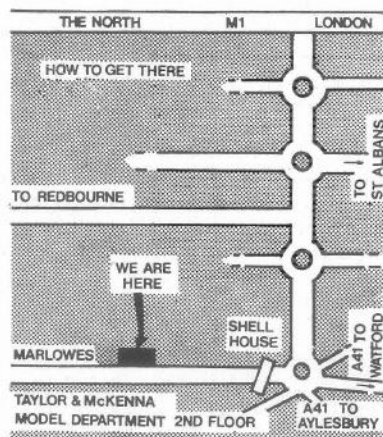 THE NORTH M1 LONDON
HOW TO GET THERE
TO
ST ALBANS
TO REDBOURNE
WE ARE
HERE
SHELL
HOUSE
A41 TO
WATFORD
MARLOWES
TAYLOR & McKENNA
MODEL DEPARTMENT 2ND FLOOR
A41 TO
AYLESBURY